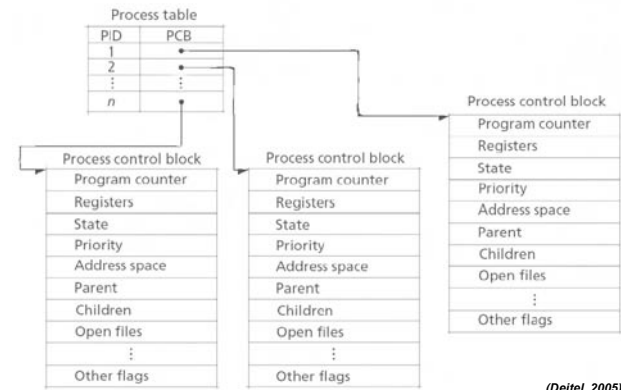 Process table
PID PCB
1
2
⋮ ⋮
n
Process control block
Program counter
Registers
State
Priority
Address space
Parent
Children
Open files
⋮
Other flags
Process control block
Program counter
Registers
State
Priority
Address space
Parent
Children
Open files
⋮
Other flags
Process control block
Program counter
Registers
State
Priority
Address space
Parent
Children
Open files
⋮
Other flags
(Deitel, 2005)